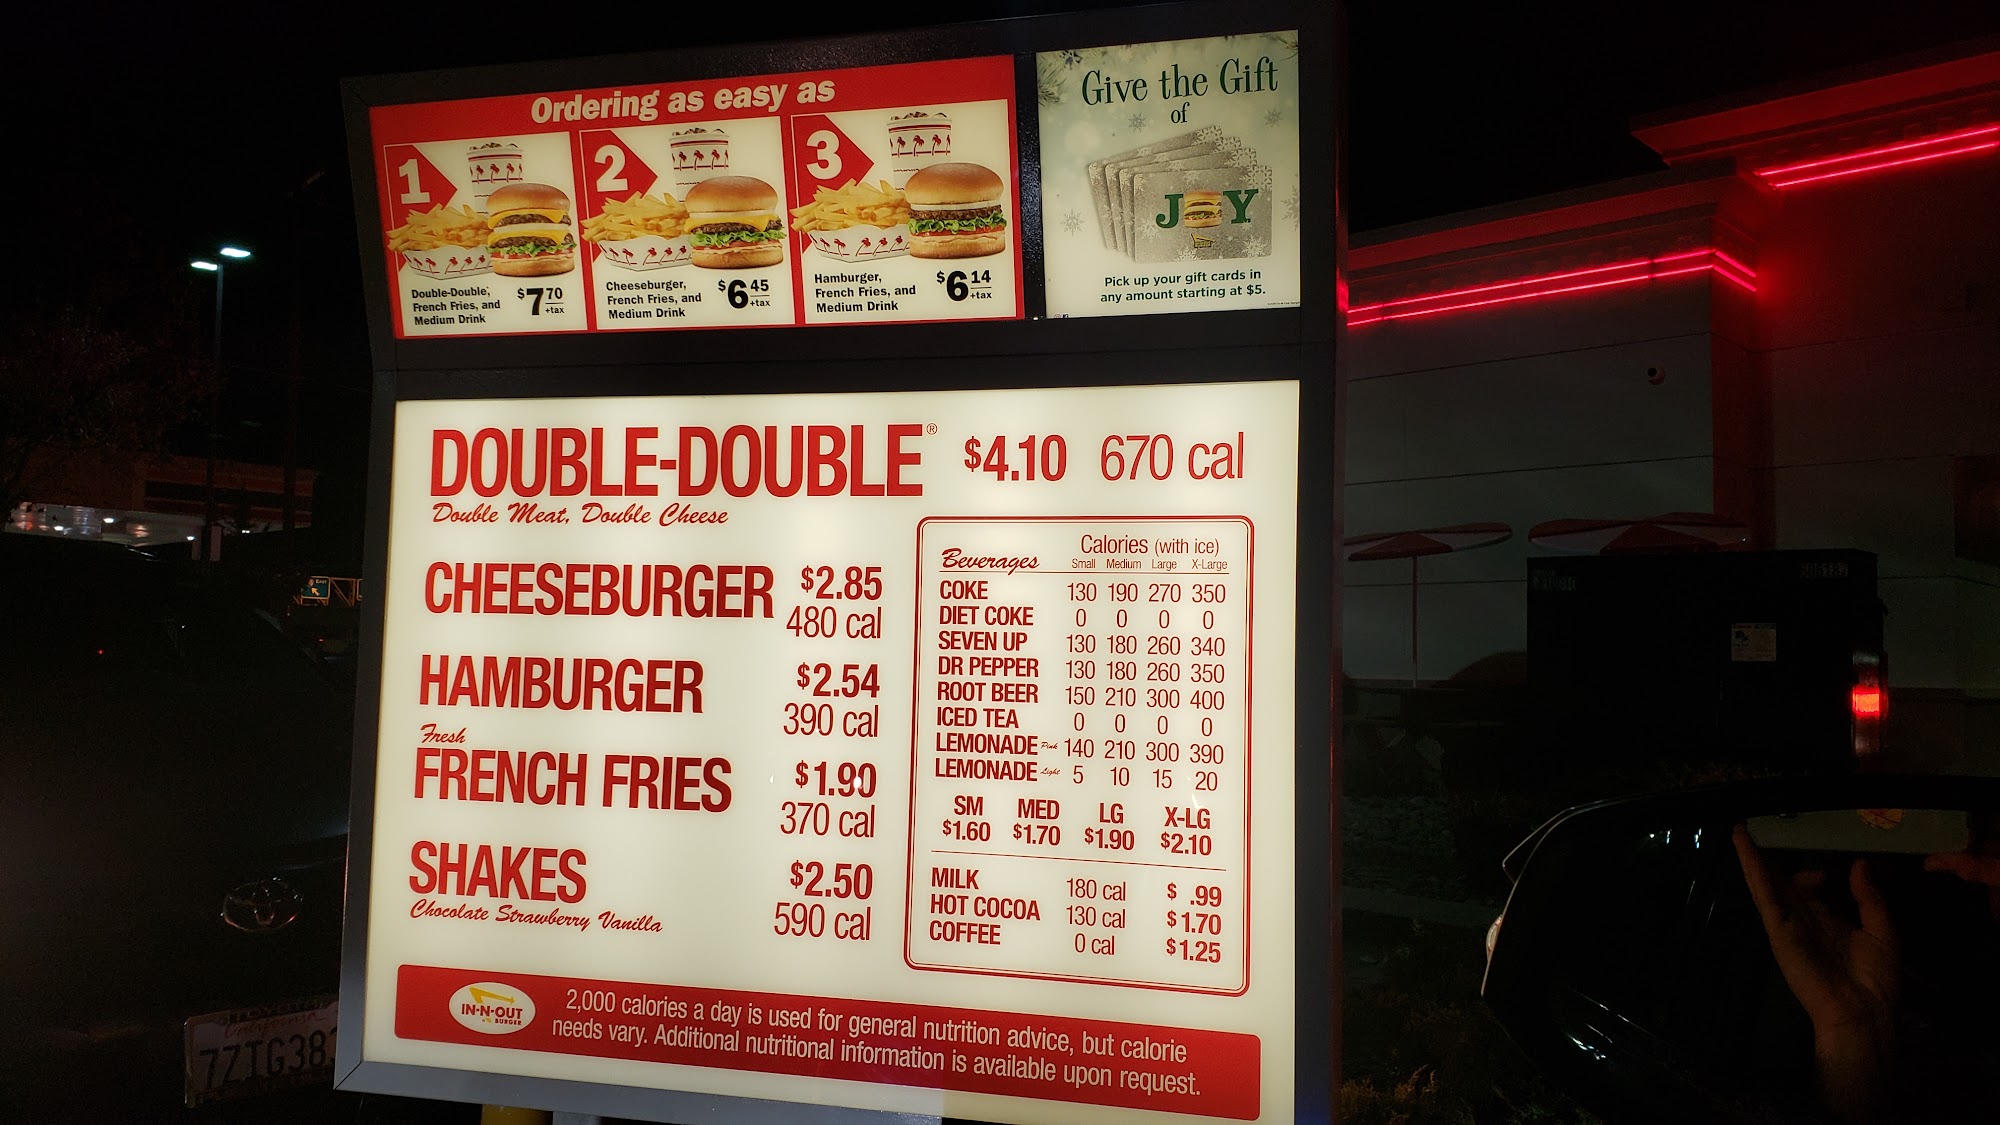 Ordering as easy as
1
Double-Double®,
French Fries, and
Medium Drink
$7.70
+tax
2
Cheeseburger,
French Fries, and
Medium Drink
$6.45
+tax
3
Hamburger,
French Fries, and
Medium Drink
$6.14
+tax
Give the Gift
of
J Y
Pick up your gift cards in
any amount starting at $5.
DOUBLE-DOUBLE® $4.10 670 cal
Double Meat, Double Cheese
CHEESEBURGER $2.85
480 cal
HAMBURGER $2.54
390 cal
Fresh
FRENCH FRIES $1.90
370 cal
SHAKES $2.50
Chocolate Strawberry Vanilla 590 cal
Beverages Calories (with ice)
Small Medium Large X-Large
COKE 130 190 270 350
DIET COKE 0 0 0 0
SEVEN UP 130 180 260 340
DR PEPPER 130 180 260 350
ROOT BEER 150 210 300 400
ICED TEA 0 0 0 0
LEMONADE Pink 140 210 300 390
LEMONADE Light 5 10 15 20
SM MED LG X-LG
$1.60 $1.70 $1.90 $2.10
MILK 180 cal $ .99
HOT COCOA 130 cal $1.70
COFFEE 0 cal $1.25
IN-N-OUT
BURGER
2,000 calories a day is used for general nutrition advice, but calorie
needs vary. Additional nutritional information is available upon request.
California
7ZTG38